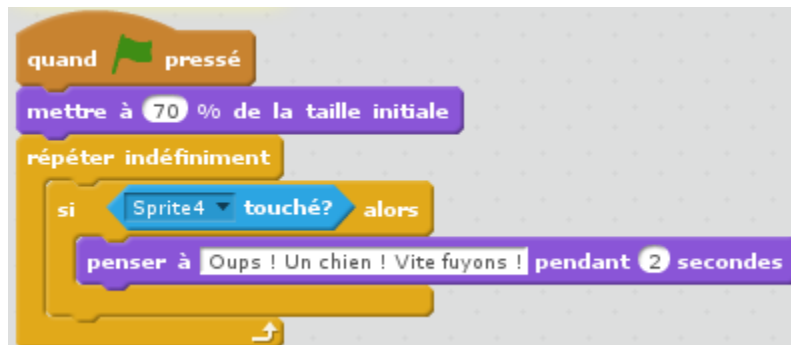 quand pressé
mettre à 70 % de la taille initiale
répéter indéfiniment
si Sprite4 touché? alors
penser à Oups ! Un chien ! Vite fuyons ! pendant 2 secondes